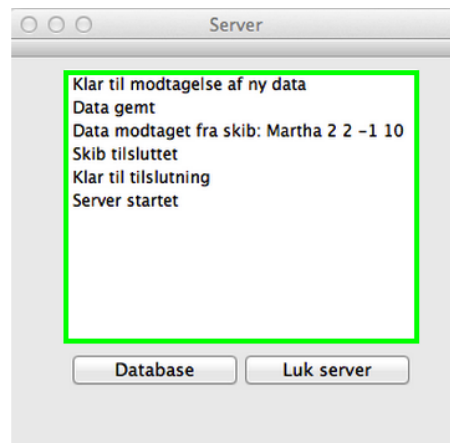 Server
Klar til modtagelse af ny data
Data gemt
Data modtaget fra skib: Martha 2 2 -1 10
Skib tilsluttet
Klar til tilslutning
Server startet
Database
Luk server